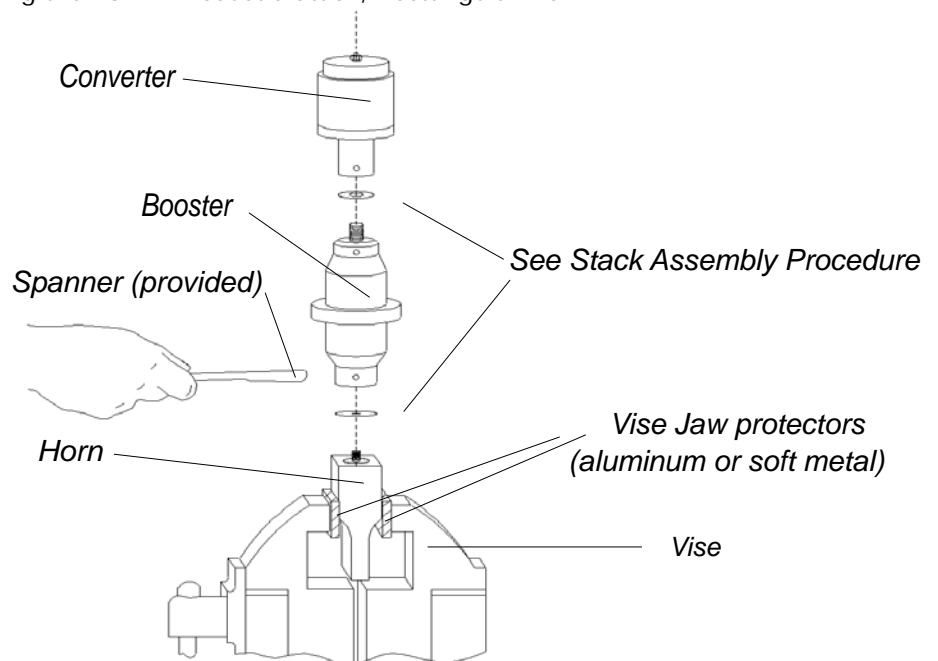 Converter
Booster
See Stack Assembly Procedure
Spanner (provided)
Horn
Vise Jaw protectors
(aluminum or soft metal)
Vise